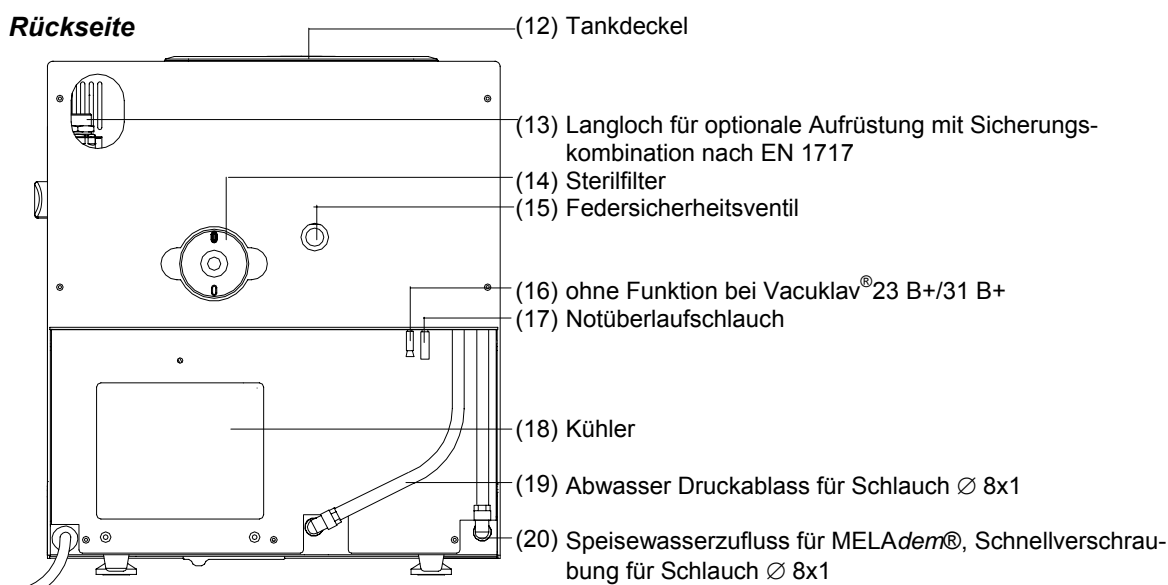 Rückseite
(12) Tankdeckel
(13) Langloch für optionale Aufrüstung mit Sicherungs-
kombination nach EN 1717
(14) Sterilfilter
(15) Federsicherheitsventil
(16) ohne Funktion bei Vacuklav®23 B+/31 B+
(17) Notüberlaufschlauch
(18) Kühler
(19) Abwasser Druckablass für Schlauch ∅ 8x1
(20) Speisewasserzufluss für MELAdem®, Schnellverschrau-
bung für Schlauch ∅ 8x1